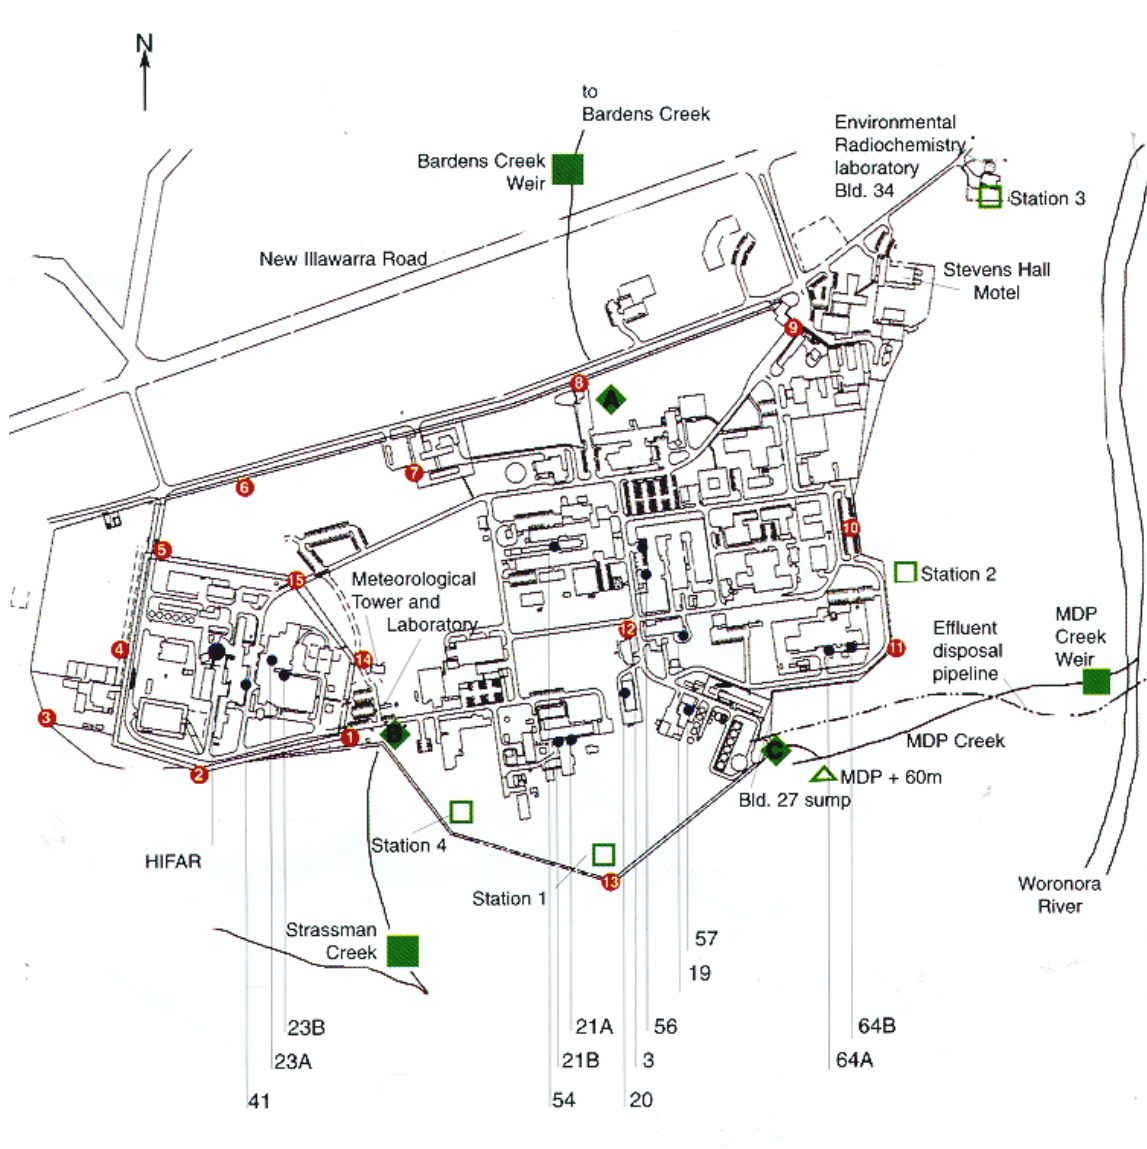 N
to
Bardens Creek
Bardens Creek
Weir
Environmental
Radiochemistry
laboratory
Bld. 34
Station 3
New Illawarra Road
Stevens Hall
Motel
9
8
A
7
6
10
5
15
Meteorological
Tower and
Laboratory
Station 2
12
11
Effluent
disposal
pipeline
MDP
Creek
Weir
4
14
3
1
B
2
C
MDP Creek
MDP + 60m
Bld. 27 sump
Station 4
HIFAR
Station 1
13
Woronora
River
Strassman
Creek
57
19
23B
21A
56
64B
23A
21B
3
64A
41
54
20